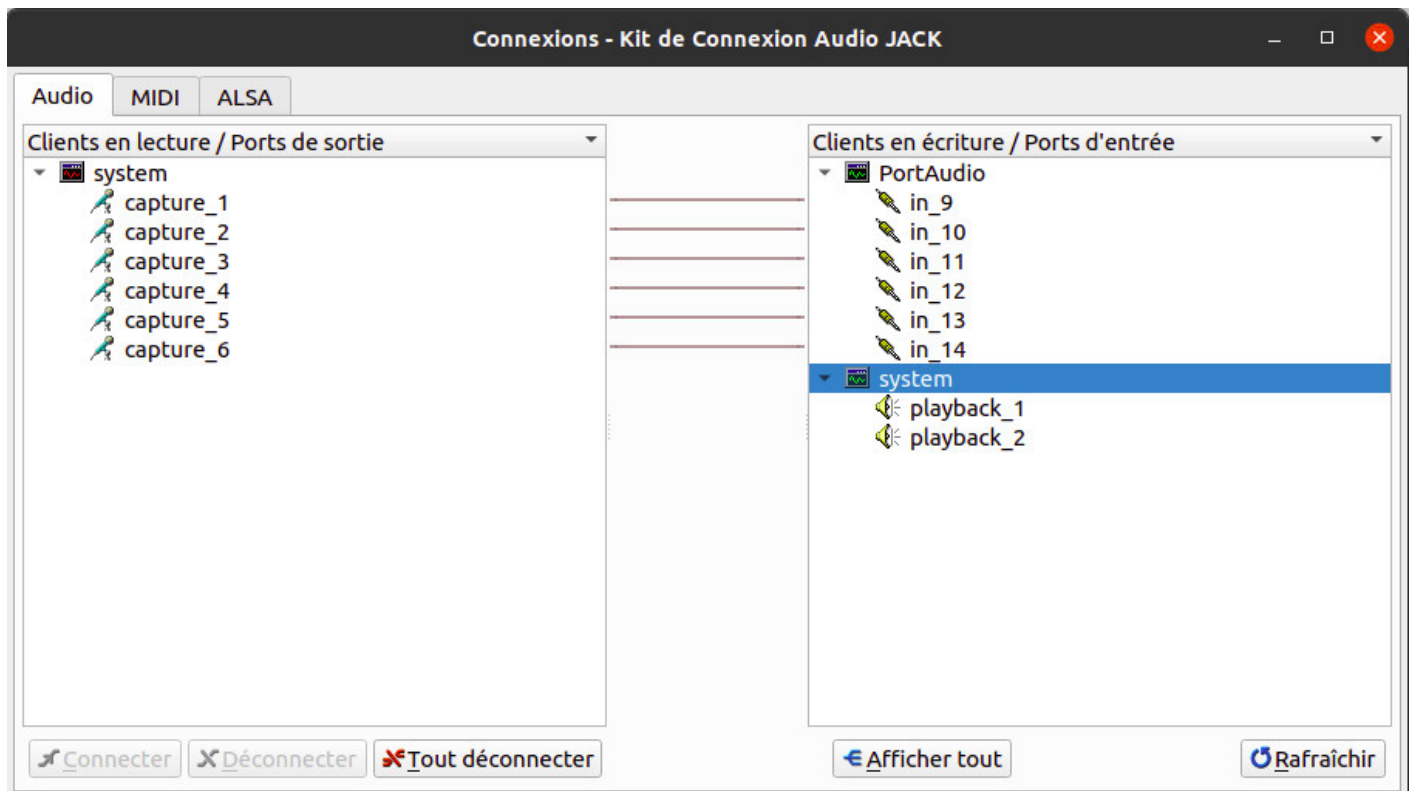 Connexions - Kit de Connexion Audio JACK
Audio MIDI ALSA
Clients en lecture / Ports de sortie
system
capture_1
capture_2
capture_3
capture_4
capture_5
capture_6
Clients en écriture / Ports d'entrée
PortAudio
in_9
in_10
in_11
in_12
in_13
in_14
system
playback_1
playback_2
Connecter Déconnecter Tout déconnecter Afficher tout Rafraîchir